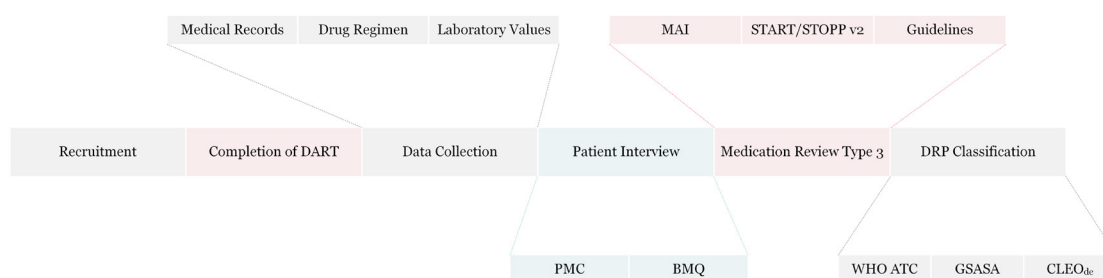 Medical Records Drug Regimen Laboratory Values MAI START/STOPP v2 Guidelines
Recruitment Completion of DART Data Collection Patient Interview Medication Review Type 3 DRP Classification
PMC BMQ WHO ATC GSASA CLEOde